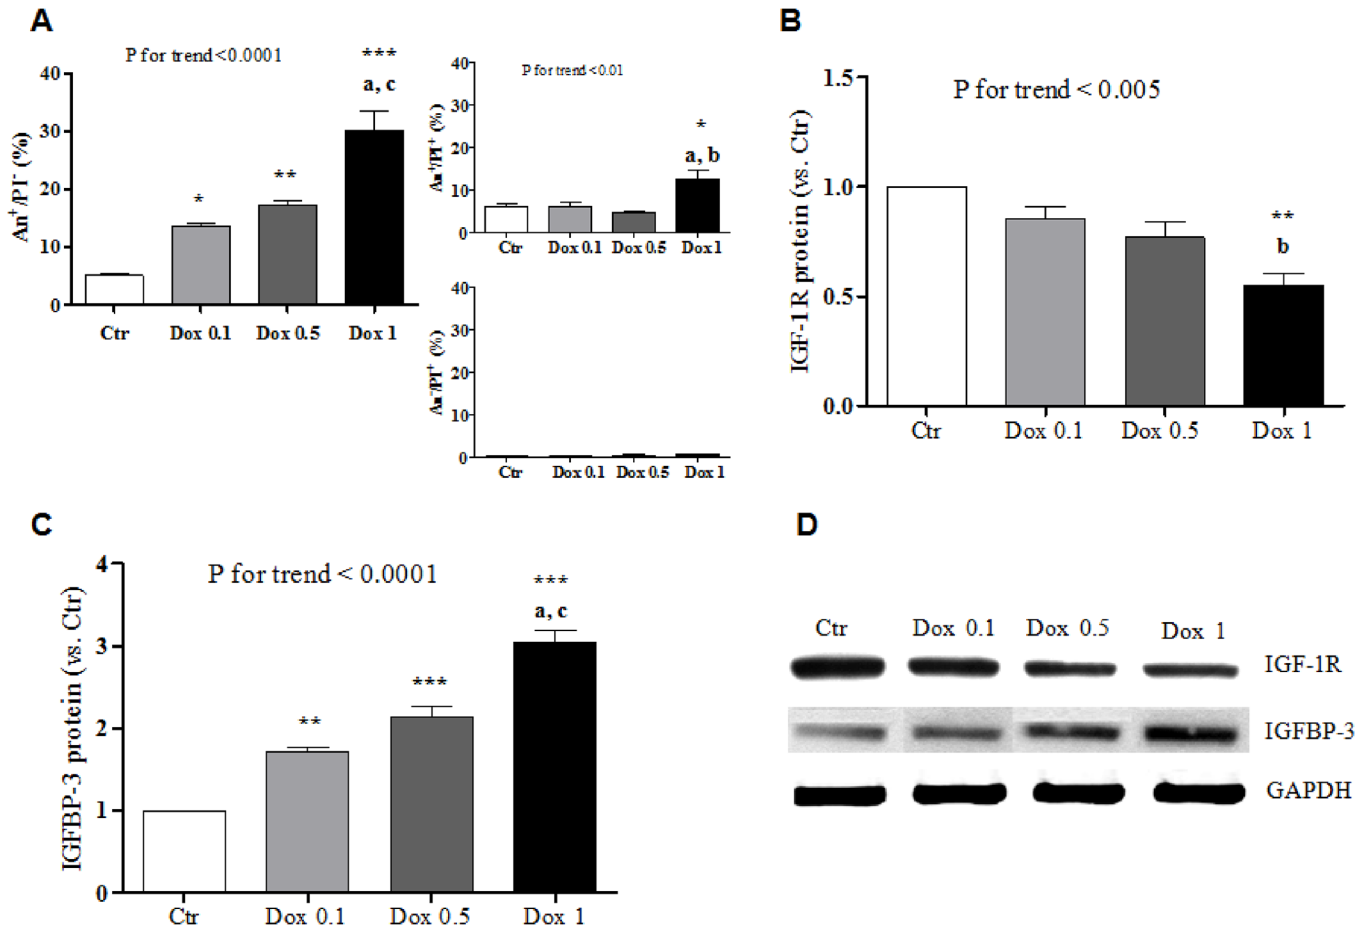 A
P for trend <0.0001
***
a, c
An⁺/PI⁻ (%)
40
30
20
10
0
*
**
Ctr
Dox 0.1
Dox 0.5
Dox 1
P for trend <0.01
*
a, b
An⁺/PI⁺ (%)
40
30
20
10
0
Ctr
Dox 0.1
Dox 0.5
Dox 1
An⁻/PI⁺ (%)
40
30
20
10
0
Ctr
Dox 0.1
Dox 0.5
Dox 1
B
P for trend < 0.005
IGF-1R protein (vs. Ctr)
1.5
1.0
0.5
0.0
**
b
Ctr
Dox 0.1
Dox 0.5
Dox 1
C
P for trend < 0.0001
IGFBP-3 protein (vs. Ctr)
4
3
2
1
0
**
***
***
a, c
Ctr
Dox 0.1
Dox 0.5
Dox 1
D
Ctr
Dox 0.1
Dox 0.5
Dox 1
IGF-1R
IGFBP-3
GAPDH